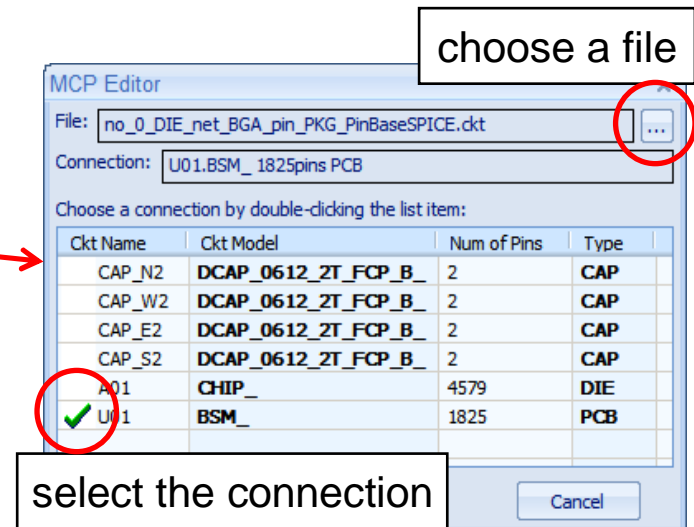 choose a file
MCP Editor
File: no_0_DIE_net_BGA_pin_PKG_PinBaseSPICE.ckt ...
Connection: U01.BSM_ 1825pins PCB
Choose a connection by double-clicking the list item:
Ckt Name Ckt Model Num of Pins Type
CAP_N2 DCAP_0612_2T_FCP_B_ 2 CAP
CAP_W2 DCAP_0612_2T_FCP_B_ 2 CAP
CAP_E2 DCAP_0612_2T_FCP_B_ 2 CAP
CAP_S2 DCAP_0612_2T_FCP_B_ 2 CAP
A01 CHIP_ 4579 DIE
U01 BSM_ 1825 PCB
select the connection
Cancel